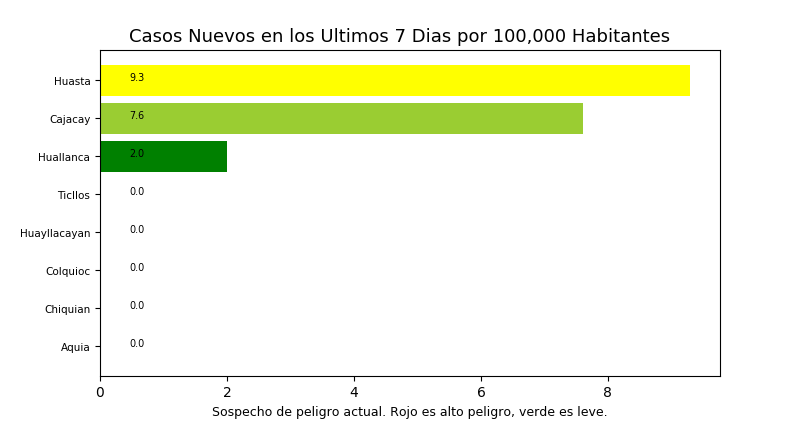 Casos Nuevos en los Ultimos 7 Dias por 100,000 Habitantes
Huasta 9.3
Cajacay 7.6
Huallanca 2.0
Ticllos 0.0
Huayllacayan 0.0
Colquioc 0.0
Chiquian 0.0
Aquia 0.0
0 2 4 6 8
Sospecho de peligro actual. Rojo es alto peligro, verde es leve.